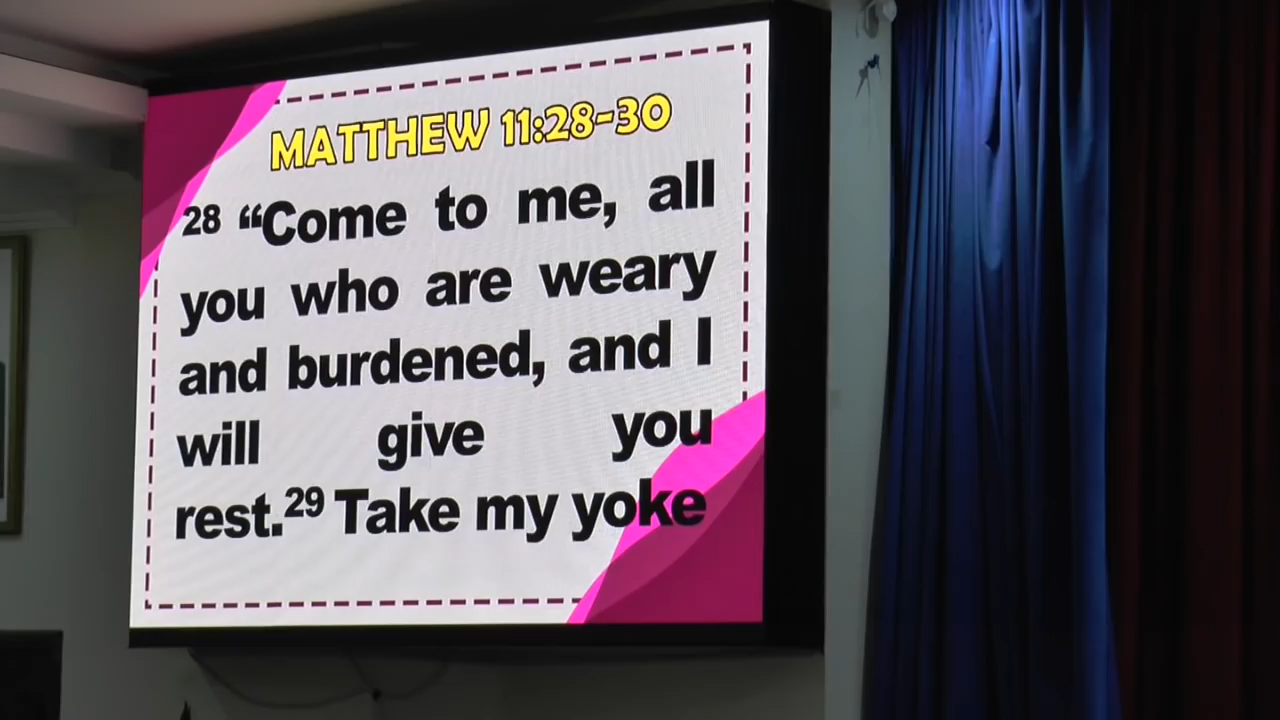 MATTHEW 11:28-30
28 “Come to me, all
you who are weary
and burdened, and I
will give you
rest.29 Take my yoke